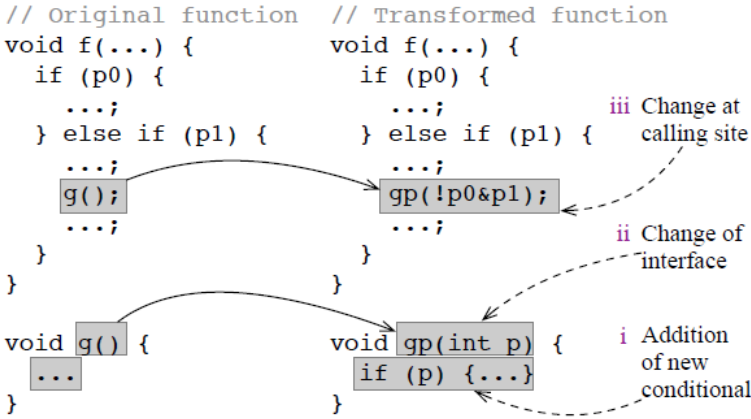 // Original function
void f(...) {
if (p0) {
...;
} else if (p1) {
...;
g();
...;
}
}
void g() {
...
}
// Transformed function
void f(...) {
if (p0) {
...;
} else if (p1) {
...;
gp(!p0&p1);
...;
}
}
void gp(int p) {
if (p) {...}
}
iii Change at
calling site
ii Change of
interface
i Addition
of new
conditional